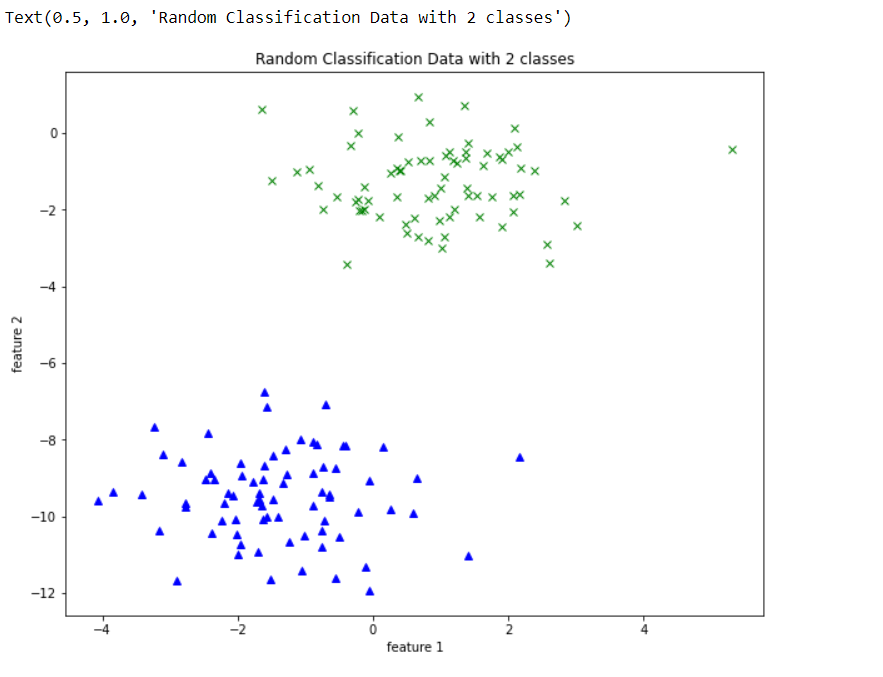 Text(0.5, 1.0, 'Random Classification Data with 2 classes')
Random Classification Data with 2 classes
0
−2
−4
−6
−8
−10
−12
feature 2
−4 −2 0 2 4
feature 1